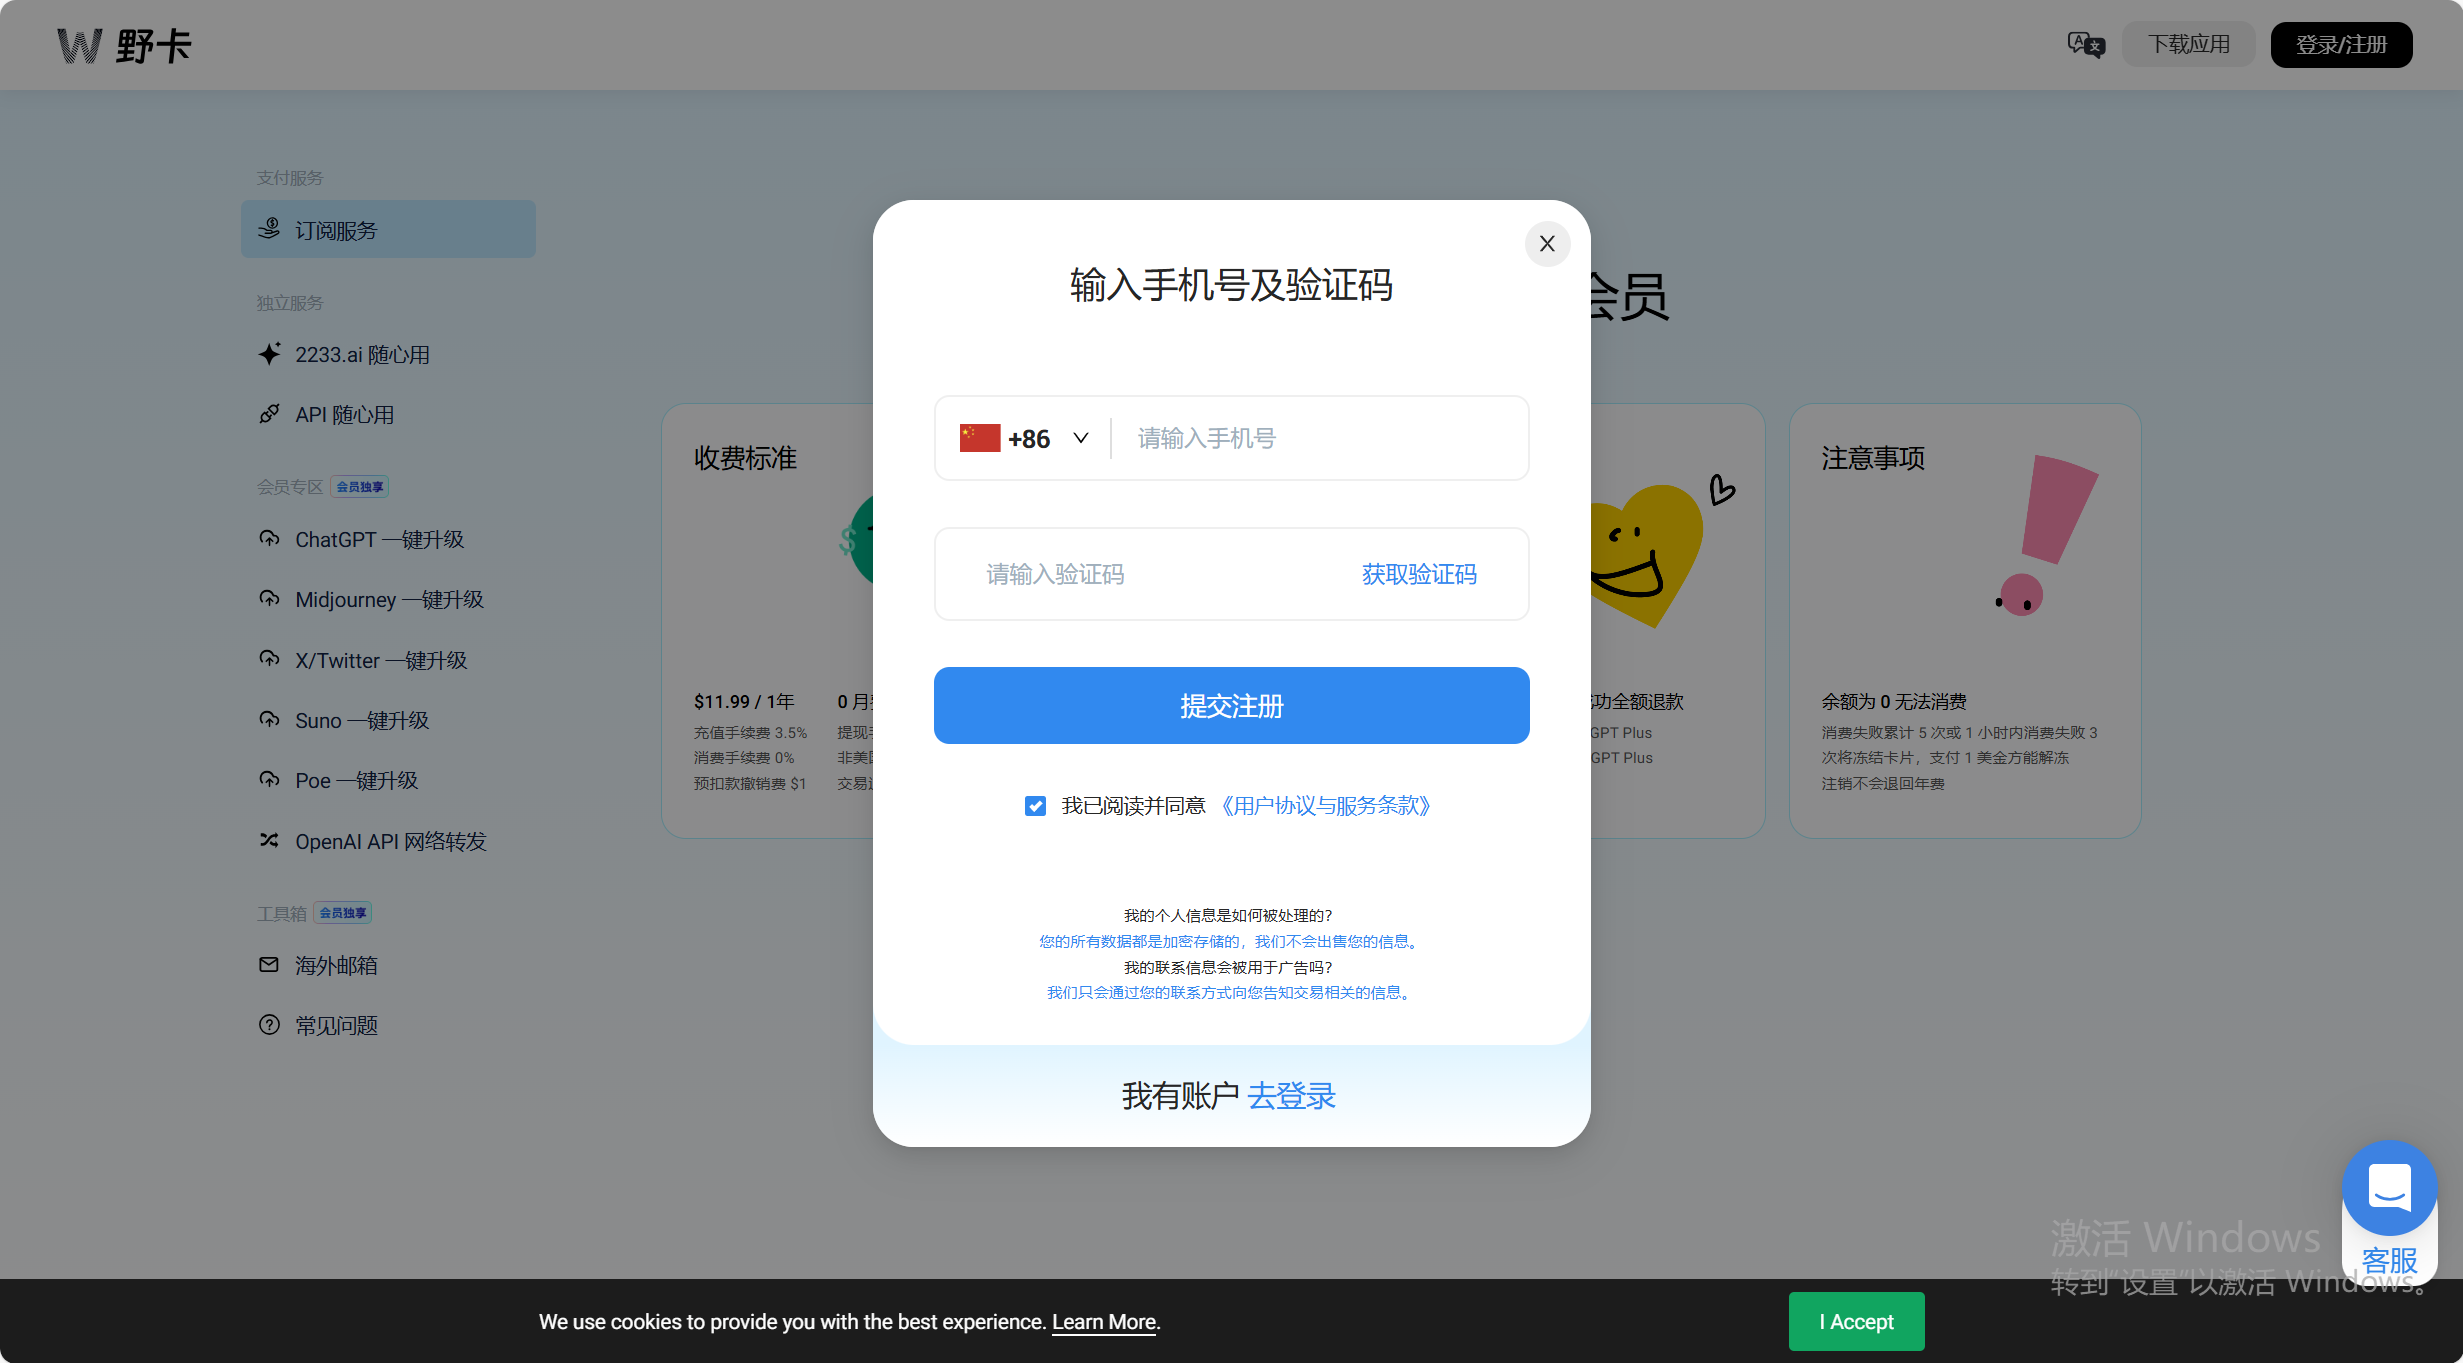 W 野卡
下载应用
登录/注册
支付服务
订阅服务
独立服务
2233.ai 随心用
API 随心用
会员专区 会员独享
ChatGPT 一键升级
Midjourney 一键升级
X/Twitter 一键升级
Suno 一键升级
Poe 一键升级
OpenAI API 网络转发
工具箱 会员独享
海外邮箱
常见问题
会员
收费标准
$
$11.99 / 1年
充值手续费 3.5%
消费手续费 0%
预扣款撤销费 $1
0 月
提现
非美
交易
功全额退款
GPT Plus
GPT Plus
注意事项
余额为 0 无法消费
消费失败累计 5 次或 1 小时内消费失败 3
次将冻结卡片，支付 1 美金方能解冻
注销不会退回年费
X
输入手机号及验证码
+86 请输入手机号
请输入验证码 获取验证码
提交注册
我已阅读并同意 《用户协议与服务条款》
我的个人信息是如何被处理的？
您的所有数据都是加密存储的，我们不会出售您的信息。
我的联系信息会被用于广告吗？
我们只会通过您的联系方式向您告知交易相关的信息。
我有账户 去登录
客服
激活 Windows
转到"设置"以激活 Windows。
We use cookies to provide you with the best experience. Learn More.
I Accept